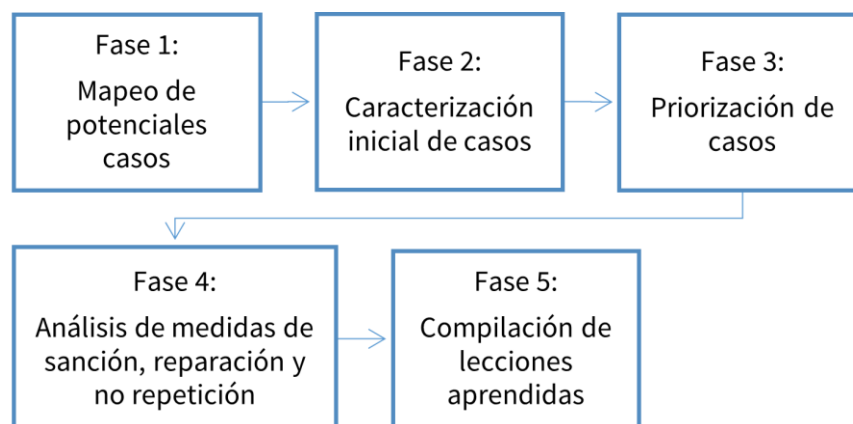 Fase 1:
Mapeo de
potenciales
casos
Fase 2:
Caracterización
inicial de casos
Fase 3:
Priorización de
casos
Fase 4:
Análisis de medidas de
sanción, reparación y
no repetición
Fase 5:
Compilación de
lecciones
aprendidas